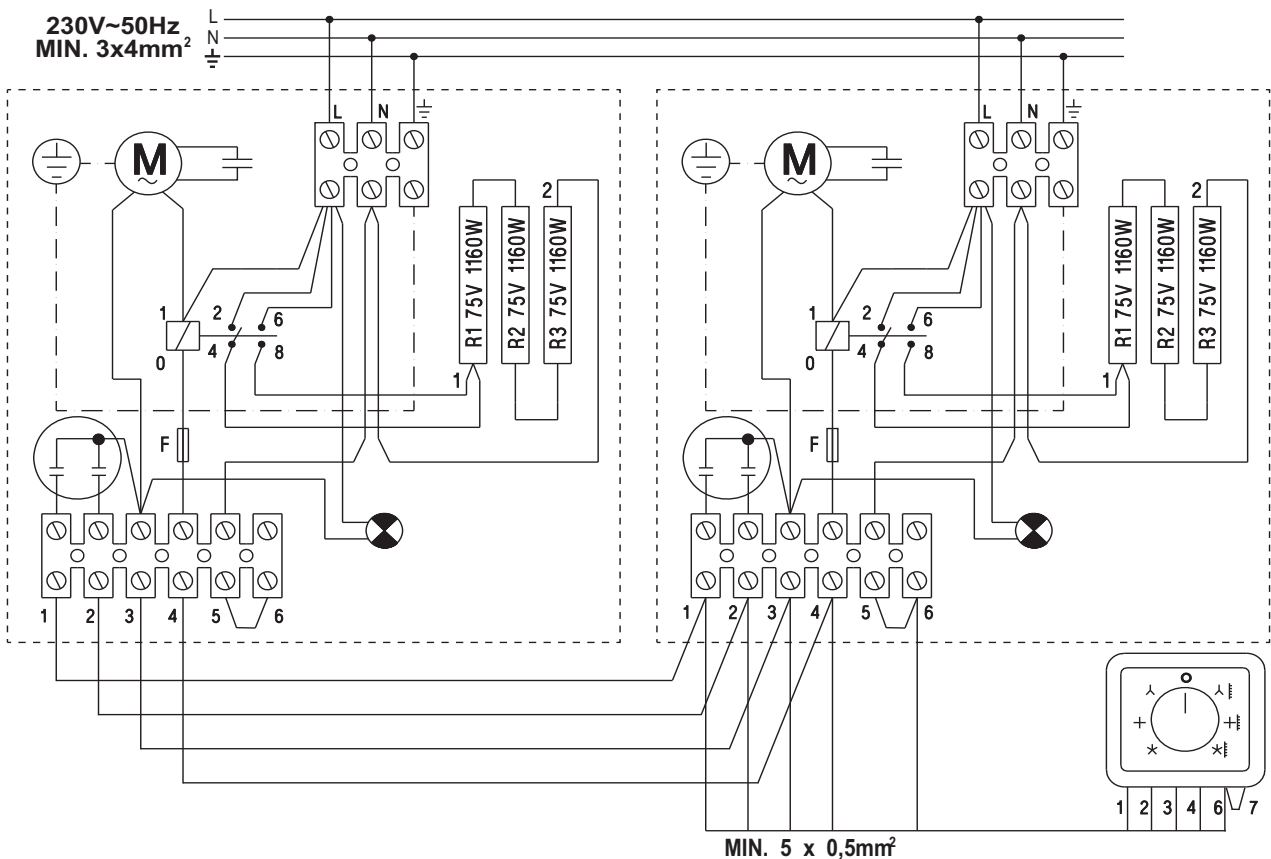 L
230V~50Hz
N
MIN. 3x4mm²
L N
L N
M
M
2
2
R1 75V 1160W
R2 75V 1160W
R3 75V 1160W
R1 75V 1160W
R2 75V 1160W
R3 75V 1160W
1 2 6
1 2 6
0 4 8
0 4 8
1
1
F
F
1 2 3 4 5 6
1 2 3 4 5 6
1 2 3 4 6 7
MIN. 5 x 0,5mm²